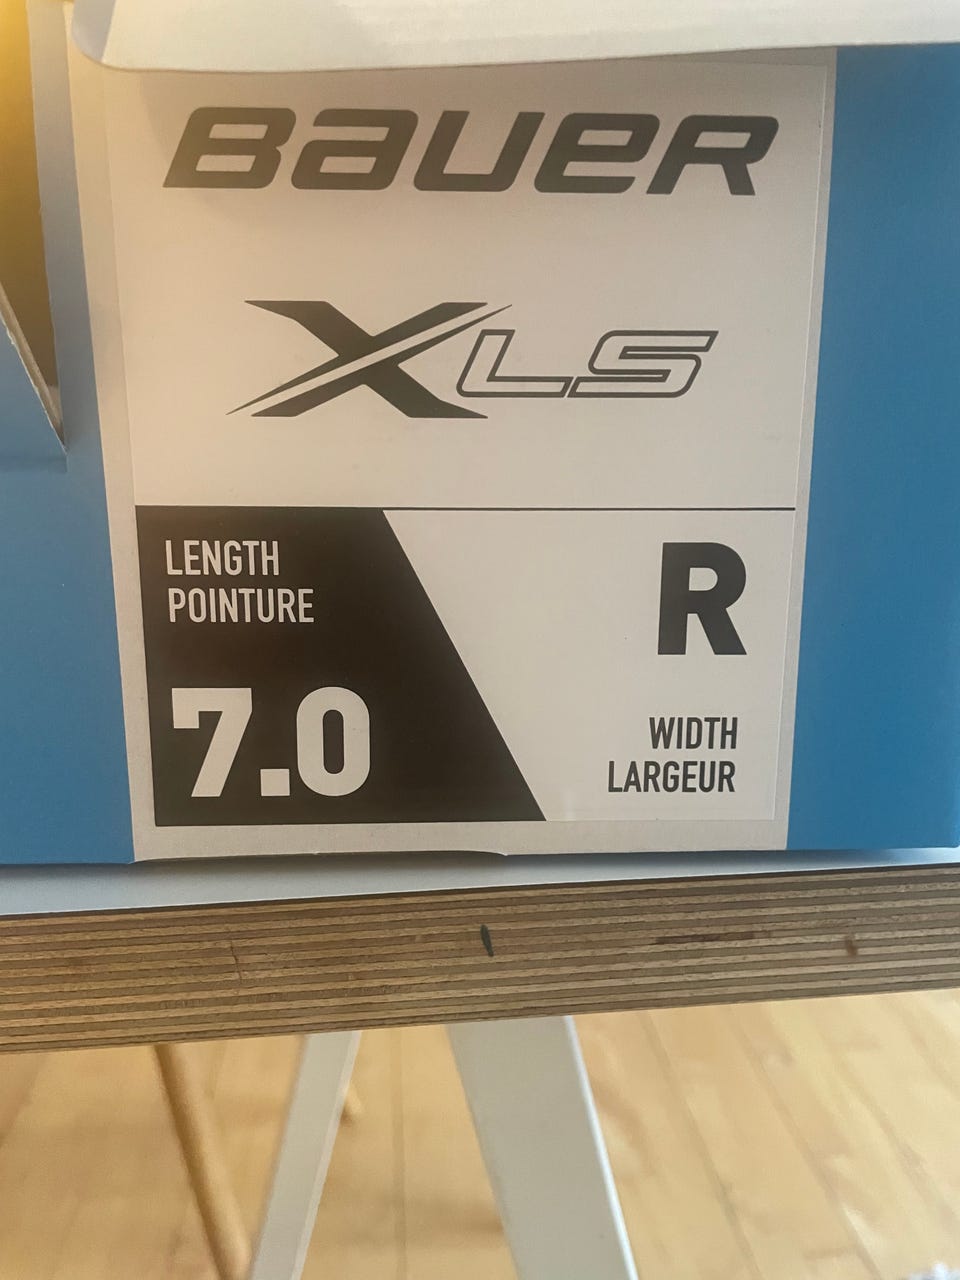 BAUER
XLS
LENGTH
POINTURE
7.0
R
WIDTH
LARGEUR